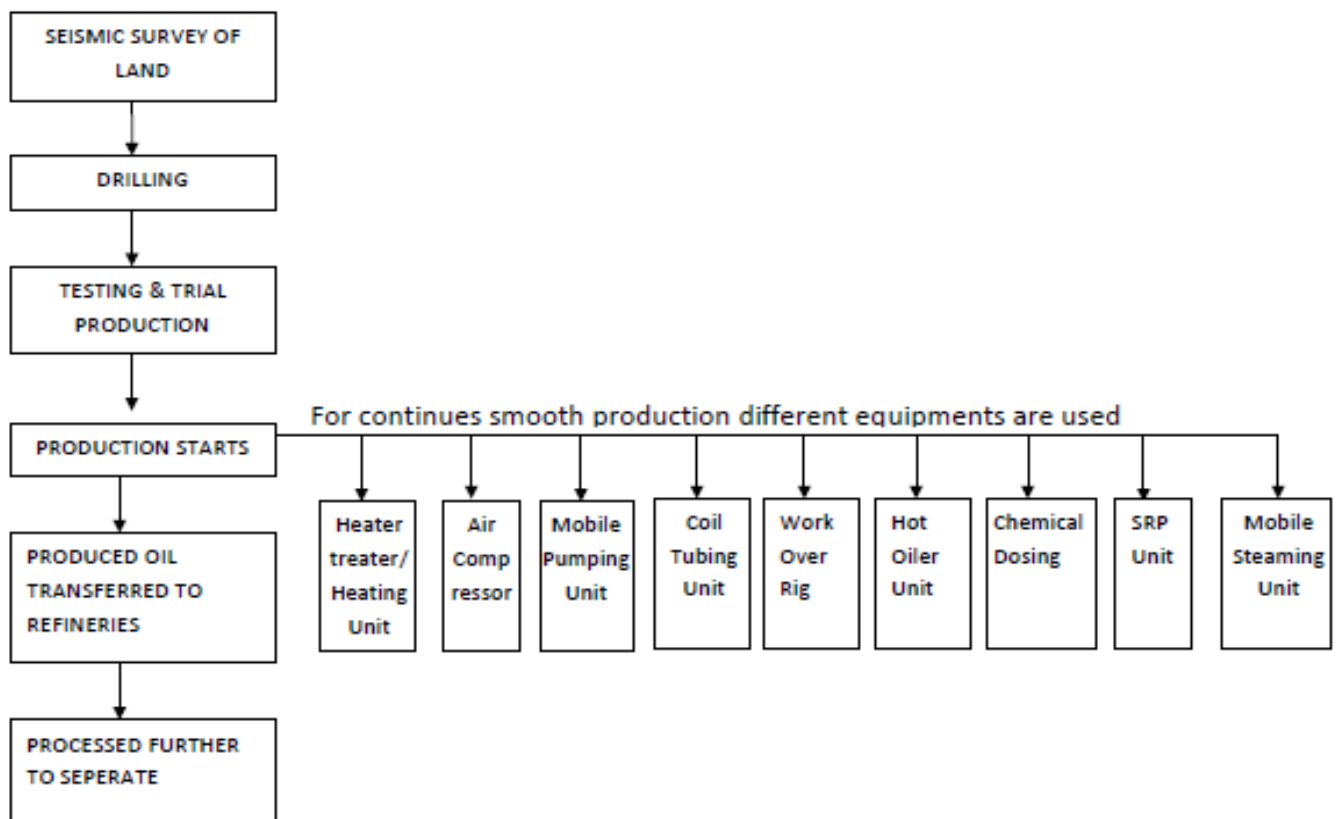 SEISMIC SURVEY OF
LAND
DRILLING
TESTING & TRIAL
PRODUCTION
For continues smooth production different equipments are used
PRODUCTION STARTS
Heater
treater/
Heating
Unit
Air
Comp
ressor
Mobile
Pumping
Unit
Coil
Tubing
Unit
Work
Over
Rig
Hot
Oiler
Unit
Chemical
Dosing
SRP
Unit
Mobile
Steaming
Unit
PRODUCED OIL
TRANSFERRED TO
REFINERIES
PROCESSED FURTHER
TO SEPERATE